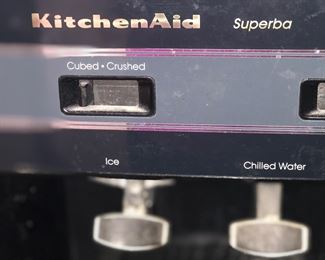 KitchenAid Superba
Cubed • Crushed
Ice Chilled Water